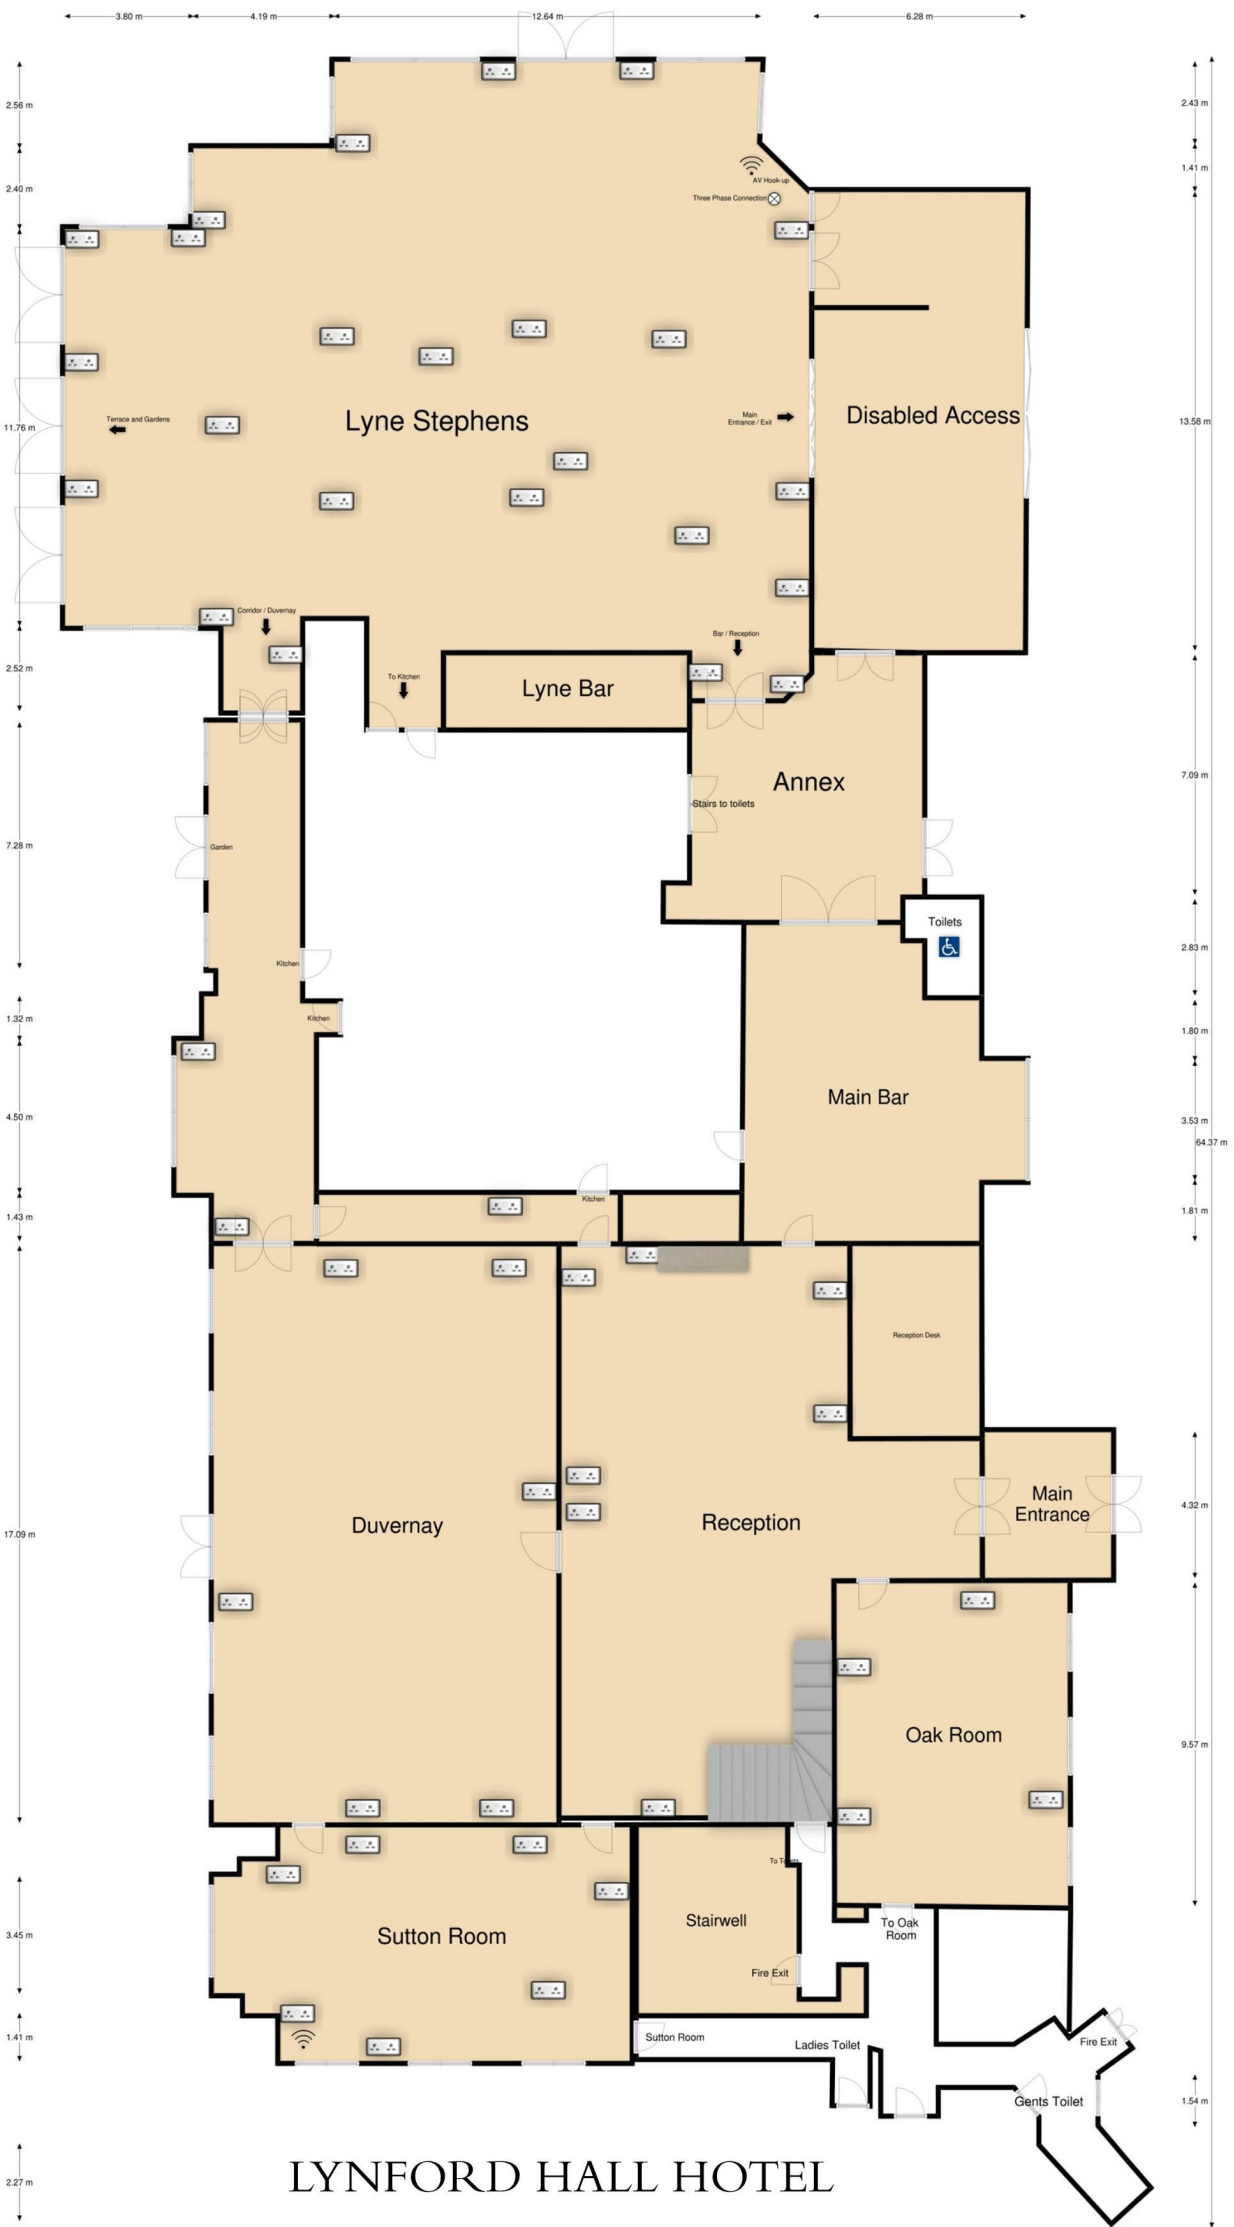 3.80 m
4.19 m
12.64 m
6.28 m
2.56 m
2.43 m
1.41 m
2.40 m
AV Hook-up
Three Phase Connection
Terrace and Gardens
11.76 m
Lyne Stephens
Main
Entrance / Exit
Disabled Access
13.58 m
Corridor / Duvernay
Bar / Reception
2.52 m
To Kitchen
Lyne Bar
Annex
7.09 m
Stairs to toilets
7.28 m
Garden
Toilets
Kitchen
2.83 m
Kitchen
1.32 m
1.80 m
Main Bar
4.50 m
3.53 m
64.37 m
Kitchen
1.43 m
1.81 m
Reception Desk
17.09 m
Duvernay
Reception
Main
Entrance
4.32 m
Oak Room
9.57 m
To Toilets
Stairwell
To Oak
Room
3.45 m
Sutton Room
Fire Exit
1.41 m
Sutton Room
Ladies Toilet
Fire Exit
Gents Toilet
1.54 m
2.27 m
LYNFORD HALL HOTEL